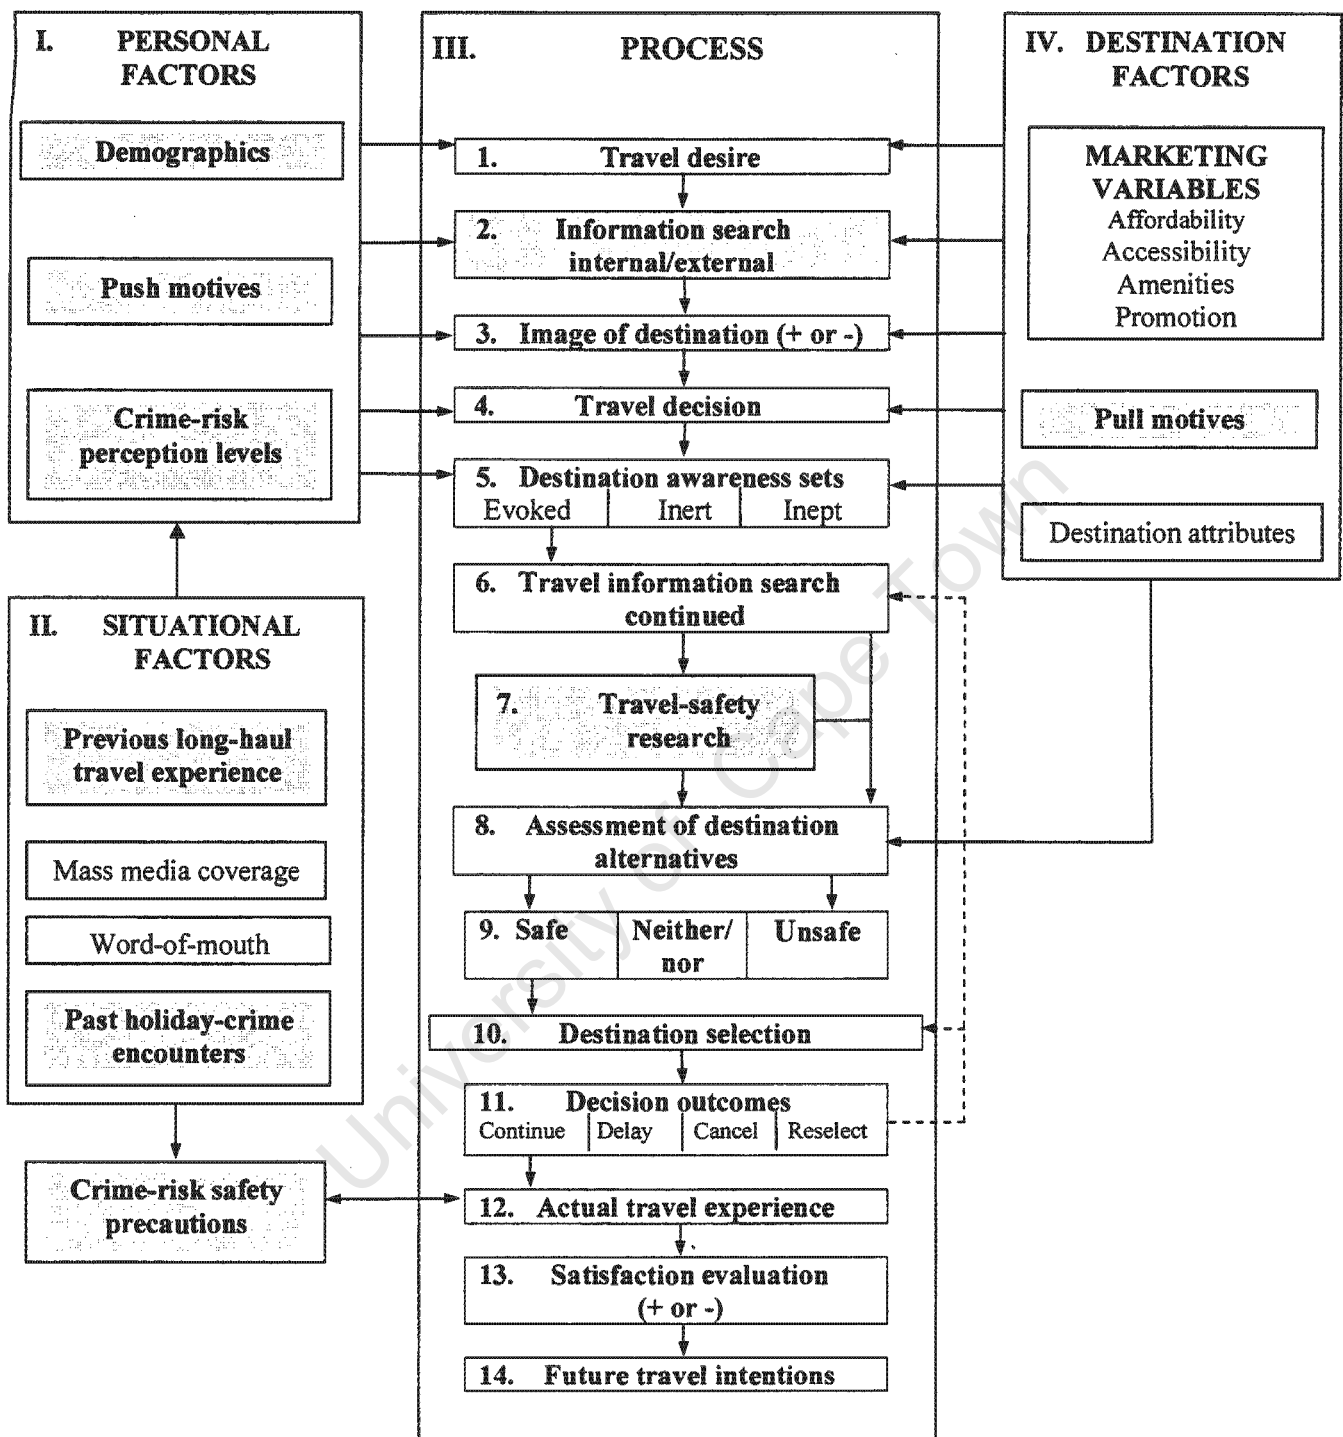 I. PERSONAL
FACTORS
Demographics
Push motives
Crime-risk
perception levels
II. SITUATIONAL
FACTORS
Previous long-haul
travel experience
Mass media coverage
Word-of-mouth
Past holiday-crime
encounters
Crime-risk safety
precautions
III. PROCESS
1. Travel desire
2. Information search
internal/external
3. Image of destination (+ or -)
4. Travel decision
5. Destination awareness sets
Evoked Inert Inept
6. Travel information search
continued
7. Travel-safety
research
8. Assessment of destination
alternatives
9. Safe Neither/ Unsafe
nor
10. Destination selection
11. Decision outcomes
Continue Delay Cancel Reselect
12. Actual travel experience
13. Satisfaction evaluation
(+ or -)
14. Future travel intentions
IV. DESTINATION
FACTORS
MARKETING
VARIABLES
Affordability
Accessibility
Amenities
Promotion
Pull motives
Destination attributes
University of Cape Town